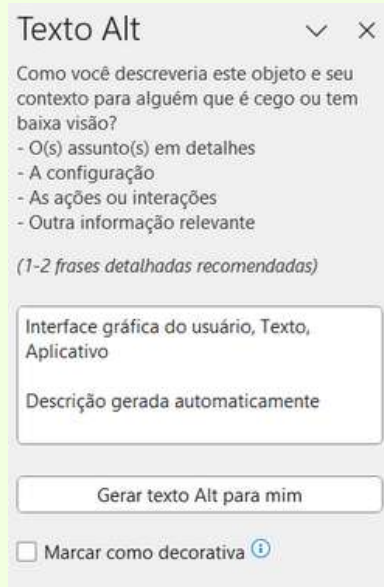 Texto Alt
Como você descreveria este objeto e seu
contexto para alguém que é cego ou tem
baixa visão?
- O(s) assunto(s) em detalhes
- A configuração
- As ações ou interações
- Outra informação relevante
(1-2 frases detalhadas recomendadas)
Interface gráfica do usuário, Texto,
Aplicativo
Descrição gerada automaticamente
Gerar texto Alt para mim
Marcar como decorativa